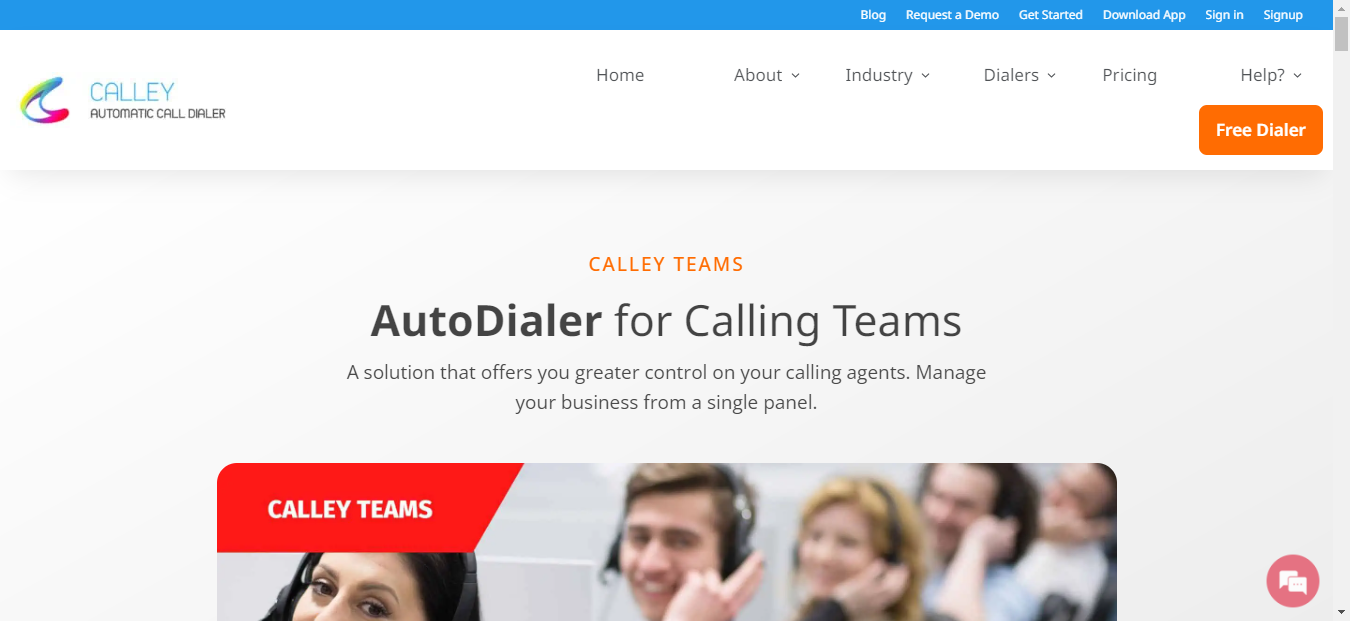 Blog Request a Demo Get Started Download App Sign in Signup
CALLEY
AUTOMATIC CALL DIALER
Home About Industry Dialers Pricing Help?
Free Dialer
CALLEY TEAMS
AutoDialer for Calling Teams
A solution that offers you greater control on your calling agents. Manage
your business from a single panel.
CALLEY TEAMS